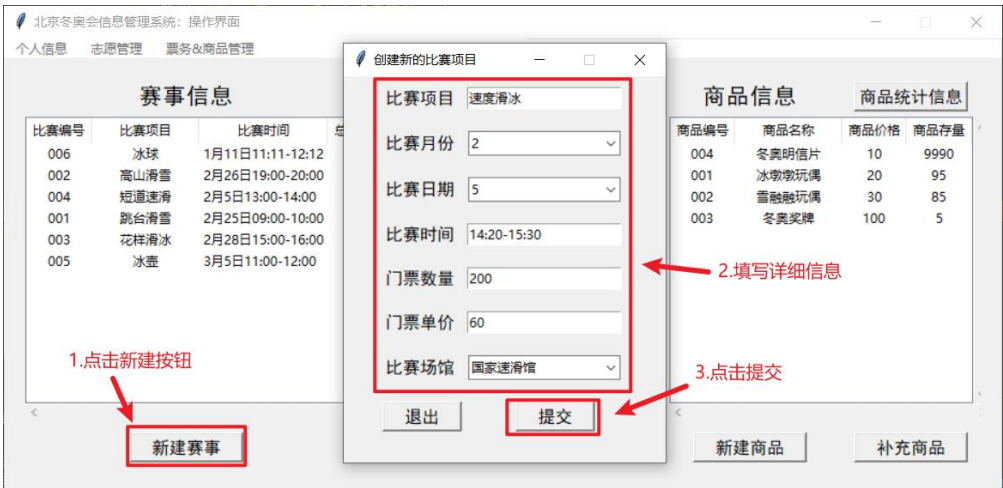 北京冬奥会信息管理系统: 操作界面
个人信息 志愿管理 票务&商品管理
赛事信息
比赛编号 比赛项目 比赛时间
006 冰球 1月11日11:11-12:12
002 高山滑雪 2月26日19:00-20:00
004 短道速滑 2月5日13:00-14:00
001 跳台滑雪 2月25日09:00-10:00
003 花样滑冰 2月28日15:00-16:00
005 冰壶 3月5日11:00-12:00
1.点击新建按钮
新建赛事
创建新的比赛项目
比赛项目 速度滑冰
比赛月份 2
比赛日期 5
比赛时间 14:20-15:30
门票数量 200
门票单价 60
比赛场馆 国家速滑馆
退出 提交
2.填写详细信息
3.点击提交
商品信息 商品统计信息
商品编号 商品名称 商品价格 商品存量
004 冬奥明信片 10 9990
001 冰墩墩玩偶 20 95
002 雪融融玩偶 30 85
003 冬奥奖牌 100 5
新建商品 补充商品